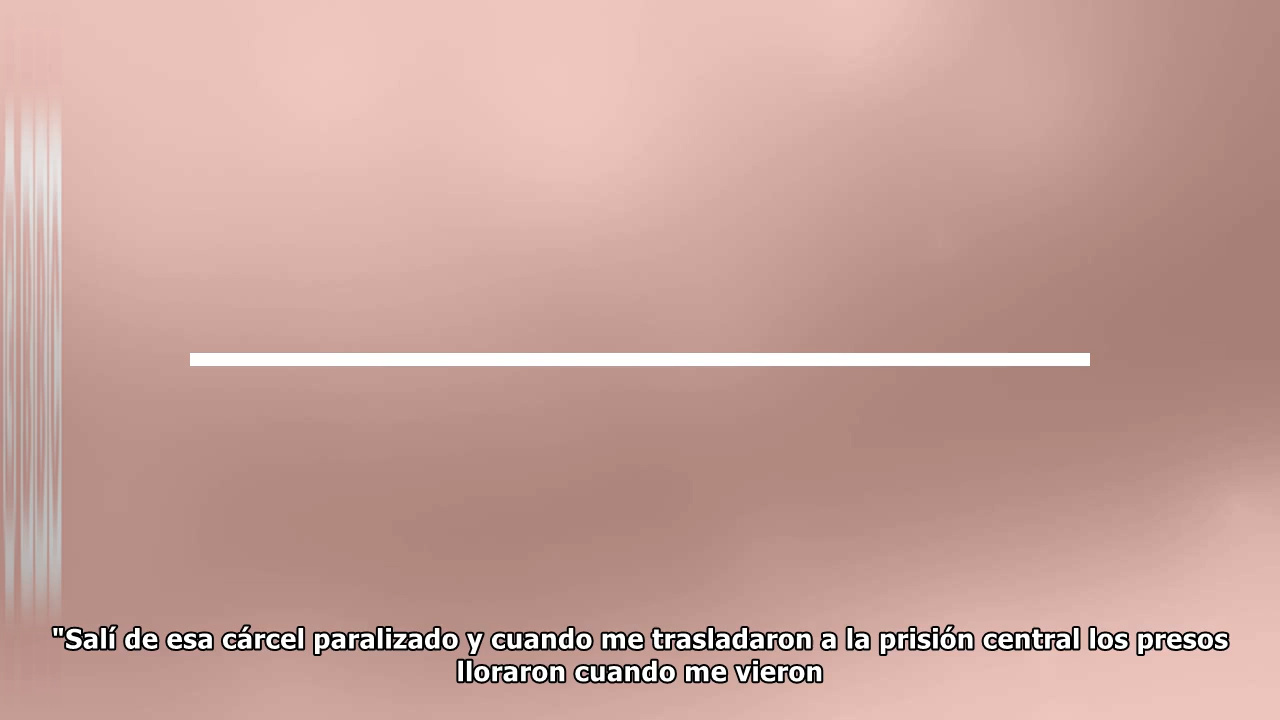 "Salí de esa cárcel paralizado y cuando me trasladaron a la prisión central los presos
lloraron cuando me vieron